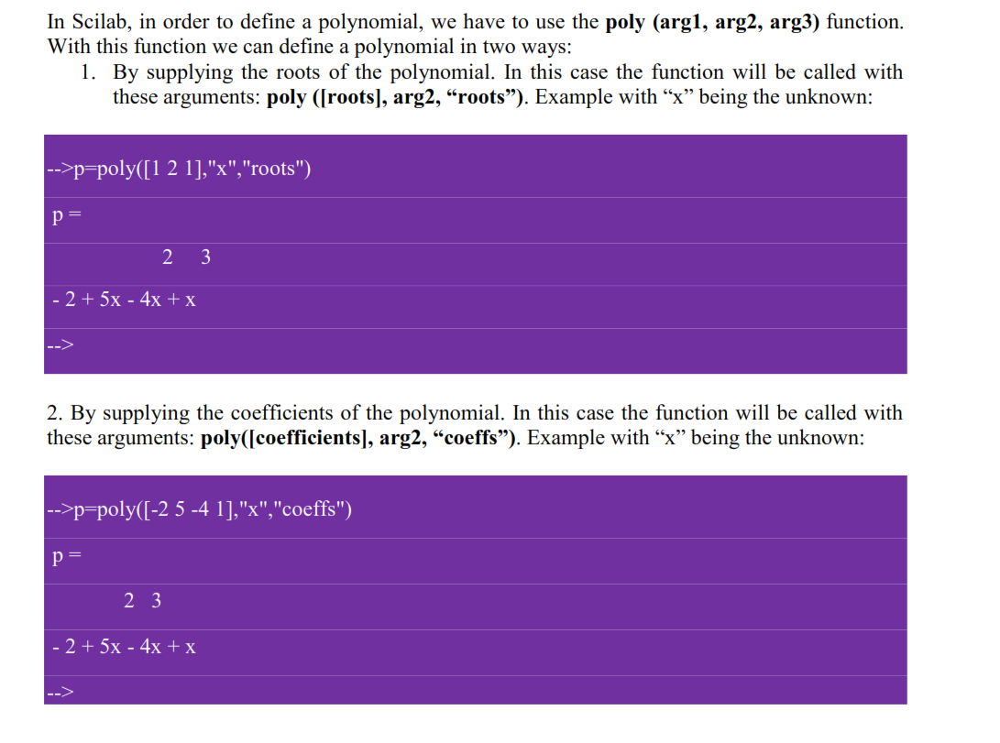 In Scilab, in order to define a polynomial, we have to use the poly (arg1, arg2, arg3) function.
With this function we can define a polynomial in two ways:
1. By supplying the roots of the polynomial. In this case the function will be called with
these arguments: poly ([roots], arg2, “roots”). Example with “x” being the unknown:
-->p=poly([1 2 1],"x","roots")
p =
2 3
- 2 + 5x - 4x + x
-->
2. By supplying the coefficients of the polynomial. In this case the function will be called with
these arguments: poly([coefficients], arg2, “coeffs”). Example with “x” being the unknown:
-->p=poly([-2 5 -4 1],"x","coeffs")
p =
2 3
- 2 + 5x - 4x + x
-->